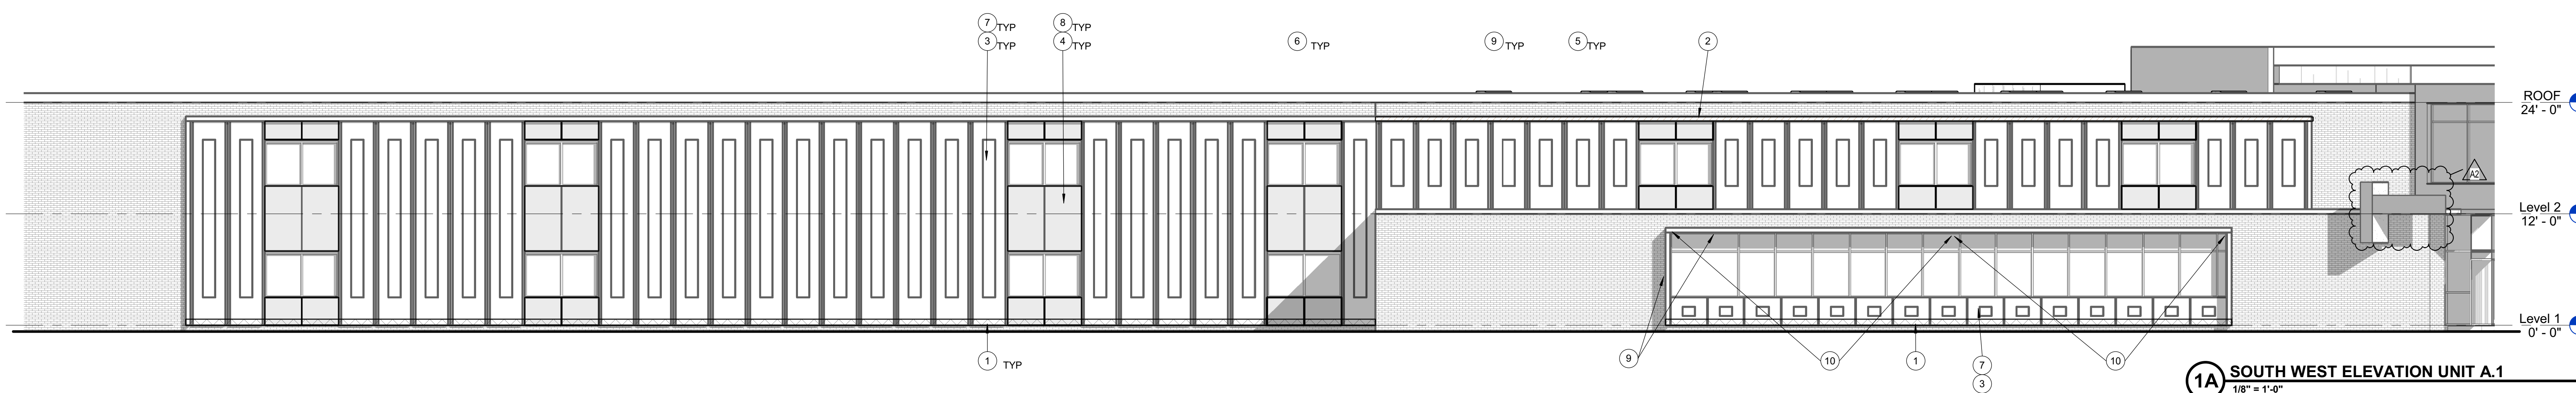 7 TYP 8 TYP
3 TYP 4 TYP 6 TYP 9 TYP 5 TYP 2
ROOF
24' - 0"
A2
Level 2
12' - 0"
Level 1
0' - 0"
1 TYP 9 10 1 7 10
3
1A SOUTH WEST ELEVATION UNIT A.1
1/8" = 1'-0"